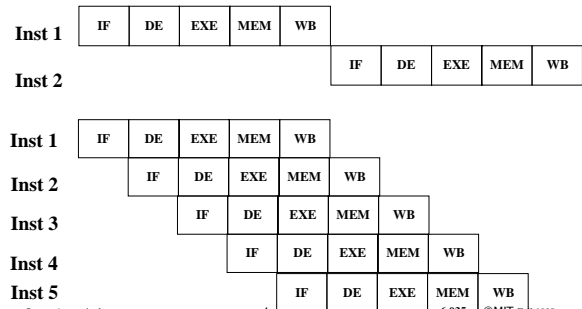 Inst 1 IF DE EXE MEM WB
Inst 2 IF DE EXE MEM WB
Inst 1 IF DE EXE MEM WB
Inst 2 IF DE EXE MEM WB
Inst 3 IF DE EXE MEM WB
Inst 4 IF DE EXE MEM WB
Inst 5 IF DE EXE MEM WB
©MIT